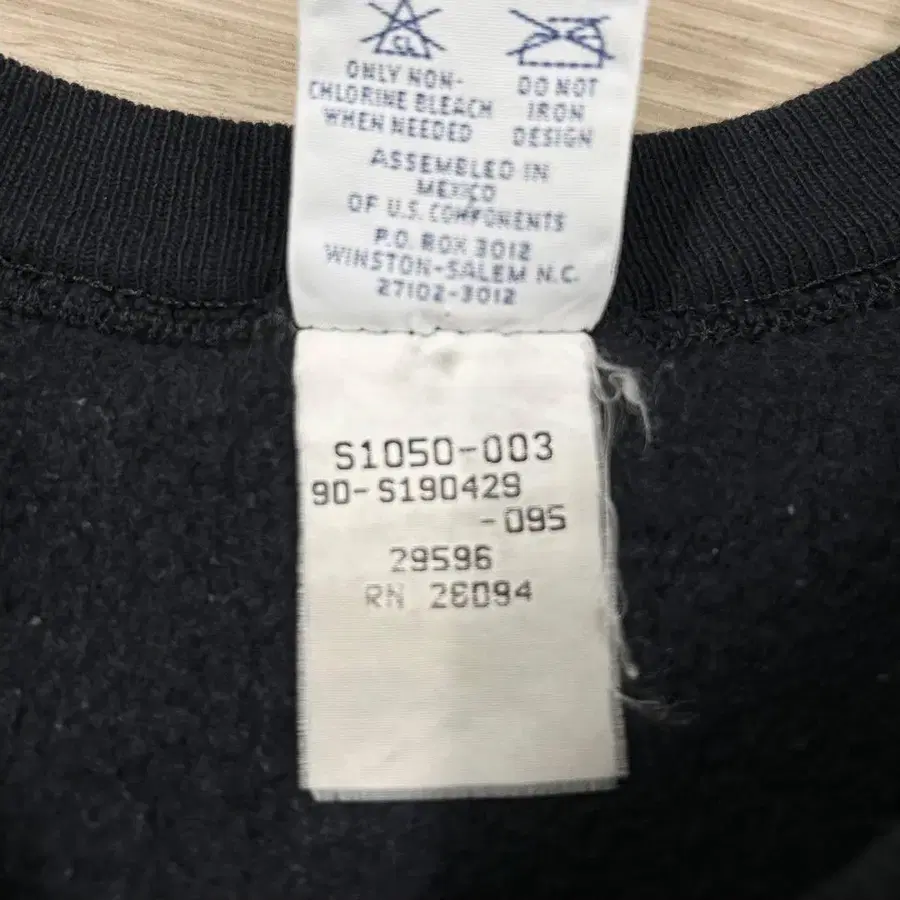 CL
ONLY NON-
CHLORINE BLEACH
WHEN NEEDED
DO NOT
IRON
DESIGN
ASSEMBLED IN
MEXICO
OF U.S. COMPONENTS
P.O. BOX 3012
WINSTON-SALEM N.C.
27102-3012
S1050-003
90-S190429
-095
29596
RN 26094